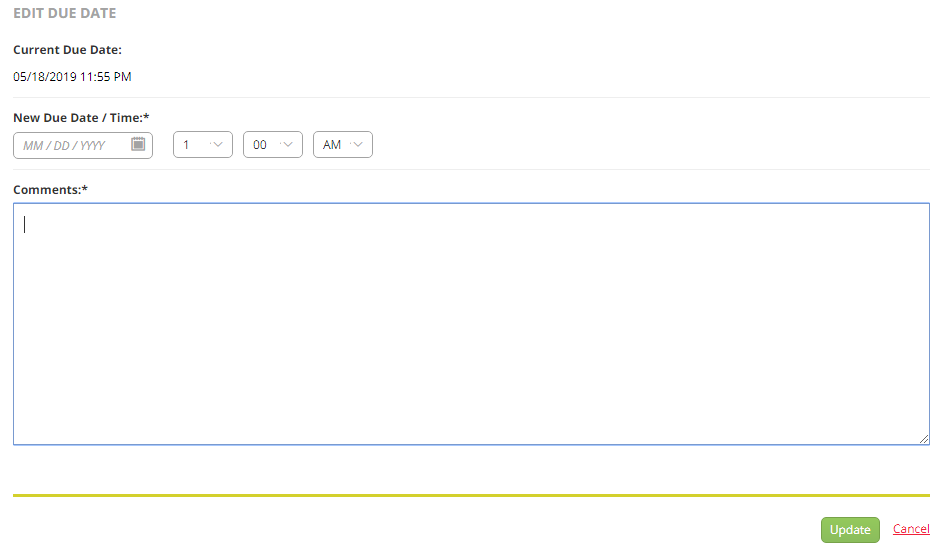 EDIT DUE DATE
Current Due Date:
05/18/2019 11:55 PM
New Due Date / Time:*
MM / DD / YYYY 1 00 AM
Comments:*
Update Cancel